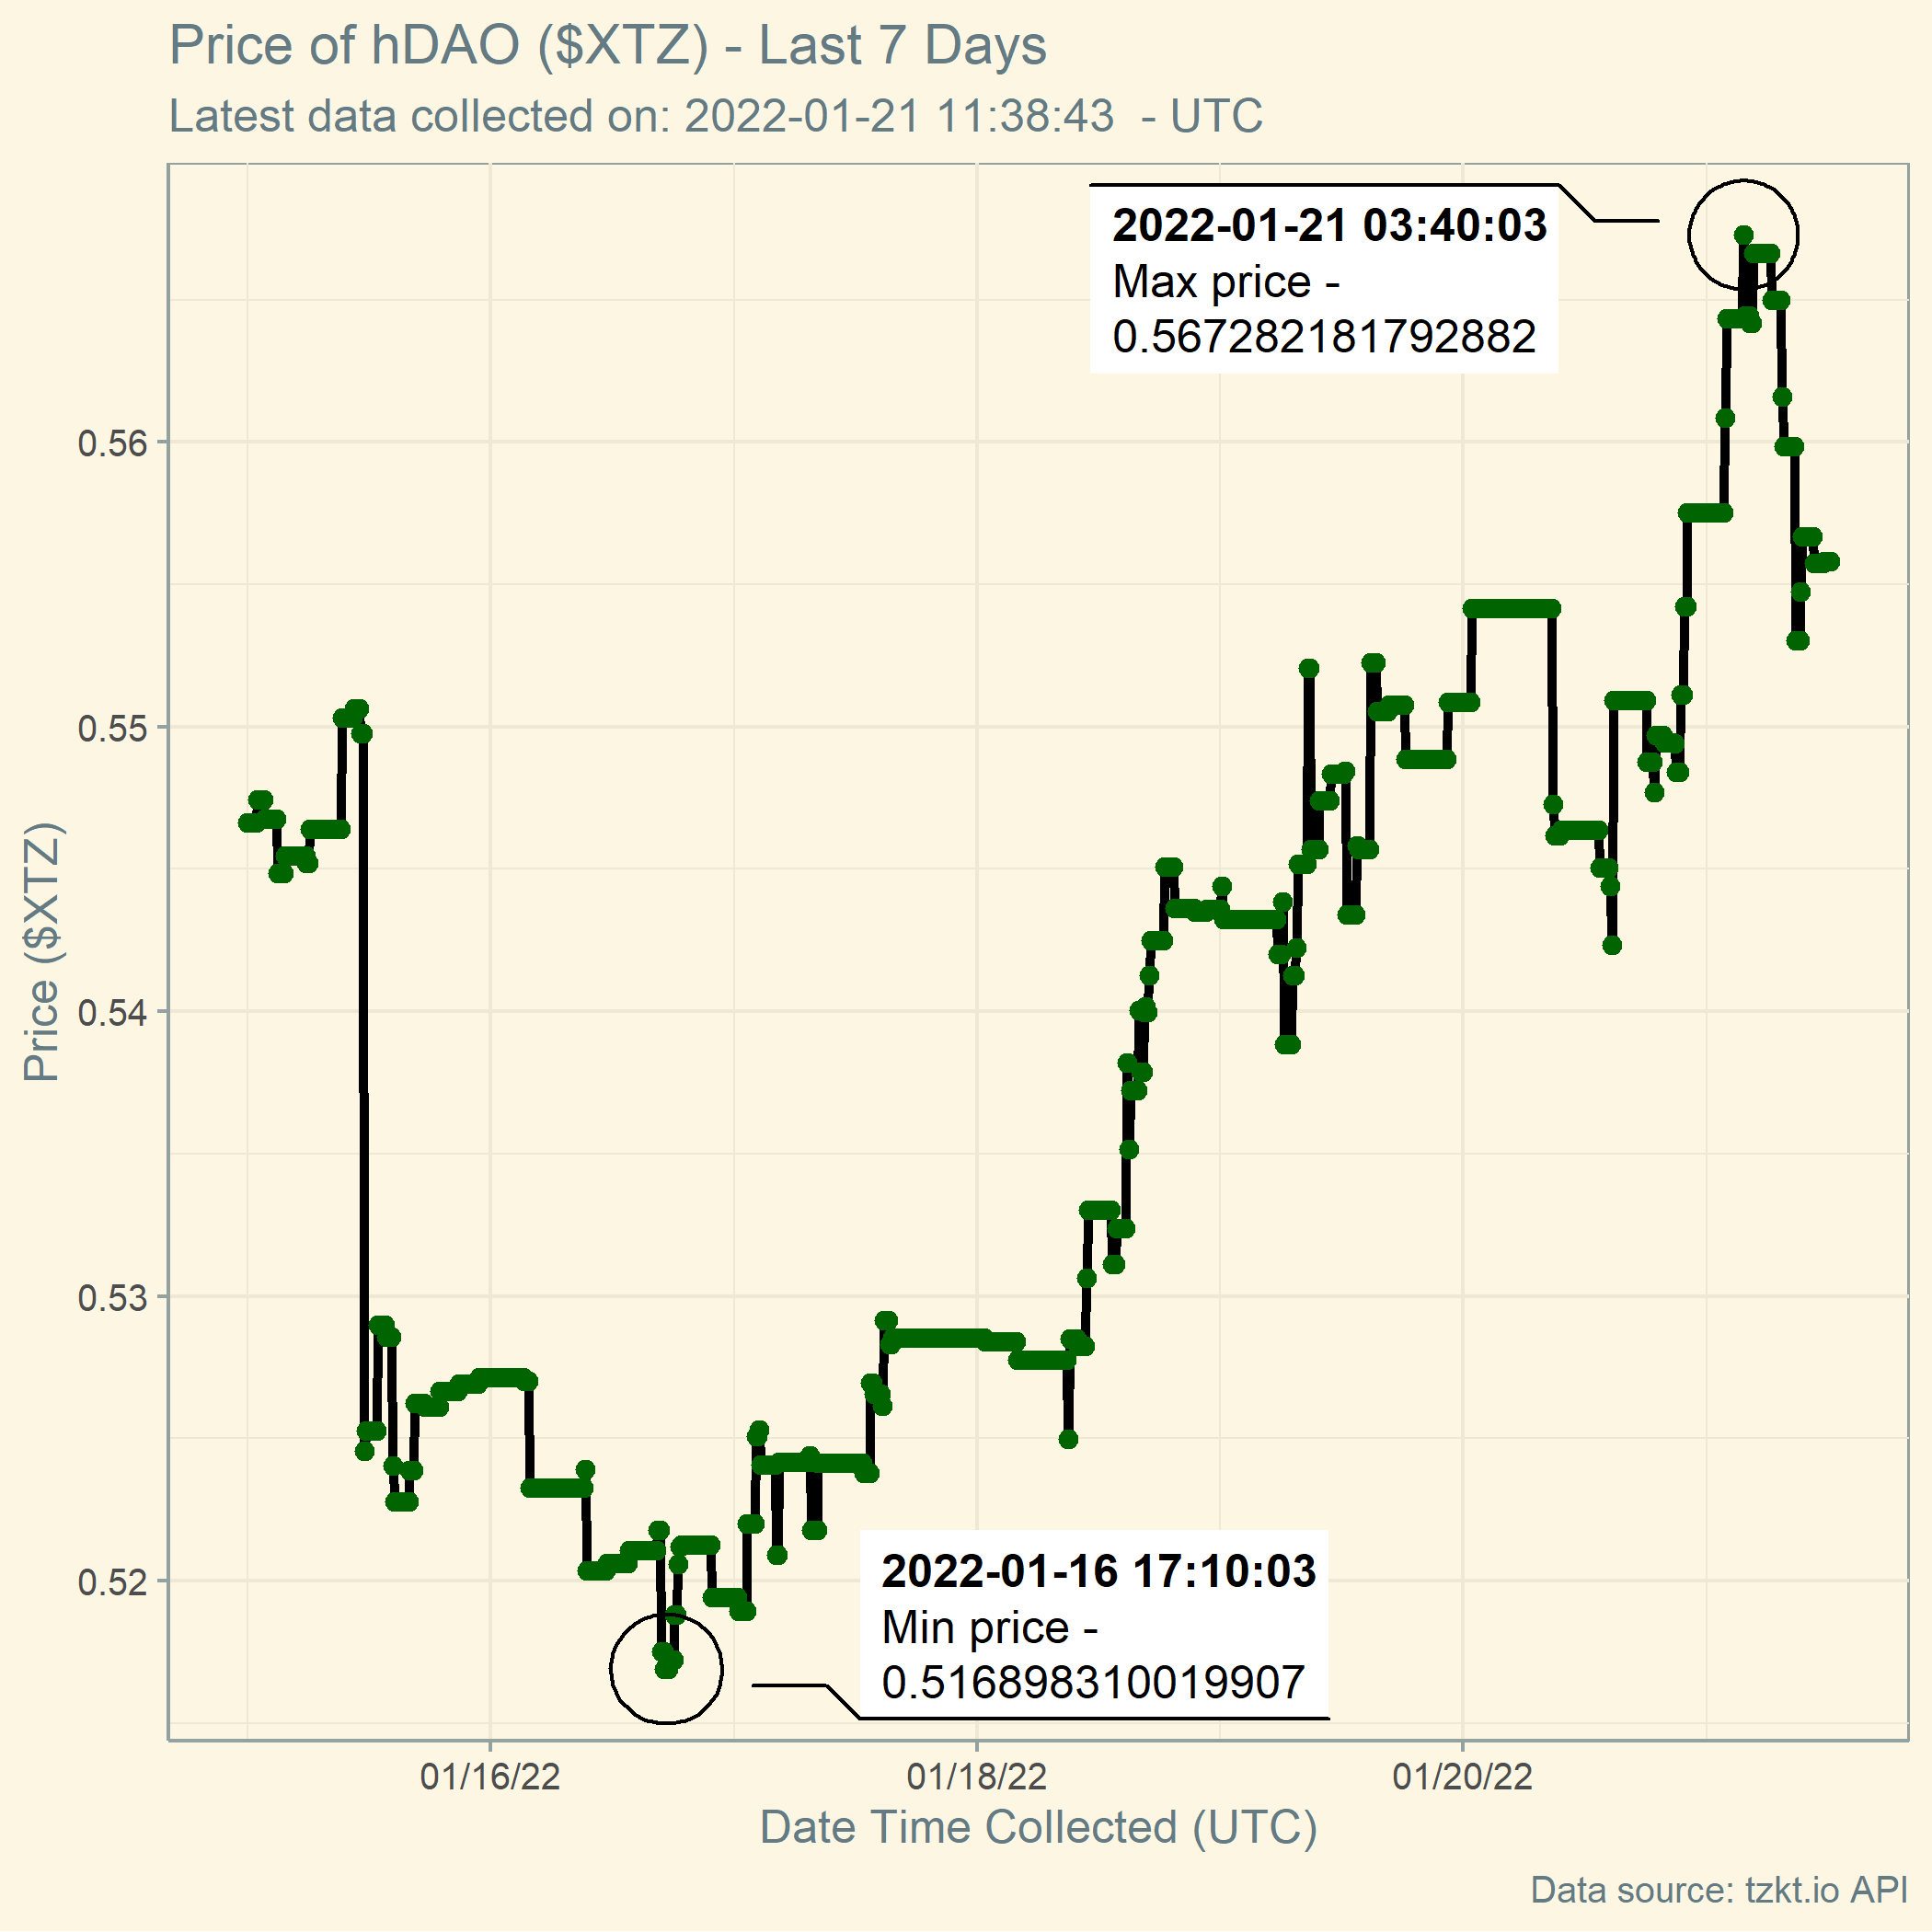 Price of hDAO ($XTZ) - Last 7 Days
Latest data collected on: 2022-01-21 11:38:43  - UTC
2022-01-21 03:40:03
Max price -
0.567282181792882
0.56
0.55
0.54
0.53
0.52
Price ($XTZ)
2022-01-16 17:10:03
Min price -
0.516898310019907
01/16/22
01/18/22
01/20/22
Date Time Collected (UTC)
Data source: tzkt.io API